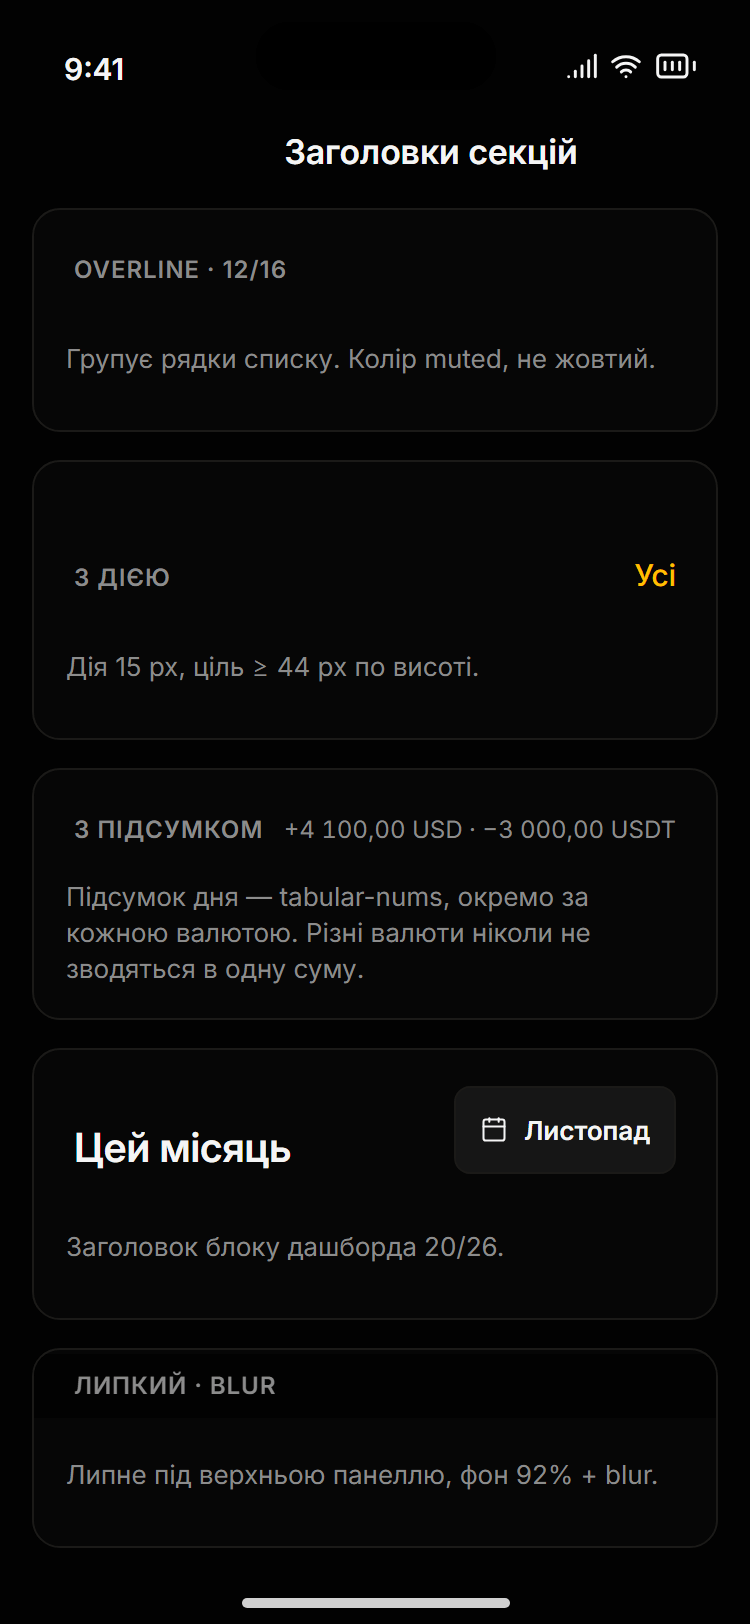 9:41
Заголовки секцій
OVERLINE · 12/16
Групує рядки списку. Колір muted, не жовтий.
З ДІЄЮ
Усі
Дія 15 px, ціль ≥ 44 px по висоті.
З ПІДСУМКОМ +4 100,00 USD · −3 000,00 USDT
Підсумок дня — tabular-nums, окремо за
кожною валютою. Різні валюти ніколи не
зводяться в одну суму.
Цей місяць
Листопад
Заголовок блоку дашборда 20/26.
ЛИПКИЙ · BLUR
Липне під верхньою панеллю, фон 92% + blur.